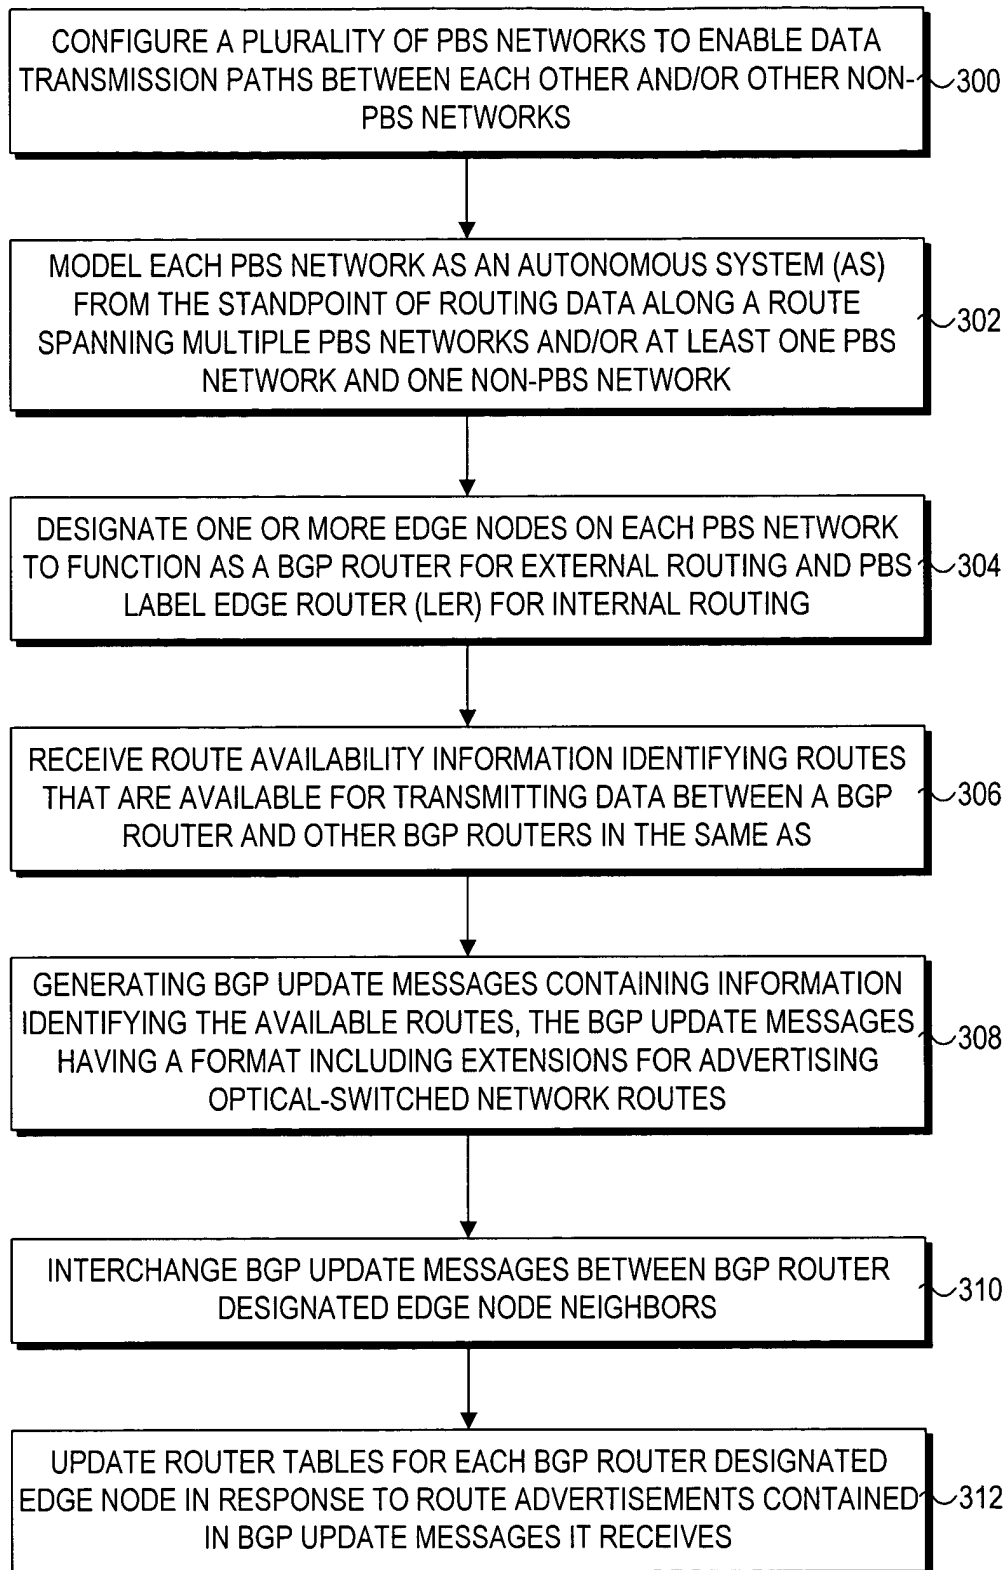 CONFIGURE A PLURALITY OF PBS NETWORKS TO ENABLE DATA
TRANSMISSION PATHS BETWEEN EACH OTHER AND/OR OTHER NON-
PBS NETWORKS
300
MODEL EACH PBS NETWORK AS AN AUTONOMOUS SYSTEM (AS)
FROM THE STANDPOINT OF ROUTING DATA ALONG A ROUTE
SPANNING MULTIPLE PBS NETWORKS AND/OR AT LEAST ONE PBS
NETWORK AND ONE NON-PBS NETWORK
302
DESIGNATE ONE OR MORE EDGE NODES ON EACH PBS NETWORK
TO FUNCTION AS A BGP ROUTER FOR EXTERNAL ROUTING AND PBS
LABEL EDGE ROUTER (LER) FOR INTERNAL ROUTING
304
RECEIVE ROUTE AVAILABILITY INFORMATION IDENTIFYING ROUTES
THAT ARE AVAILABLE FOR TRANSMITTING DATA BETWEEN A BGP
ROUTER AND OTHER BGP ROUTERS IN THE SAME AS
306
GENERATING BGP UPDATE MESSAGES CONTAINING INFORMATION
IDENTIFYING THE AVAILABLE ROUTES, THE BGP UPDATE MESSAGES
HAVING A FORMAT INCLUDING EXTENSIONS FOR ADVERTISING
OPTICAL-SWITCHED NETWORK ROUTES
308
INTERCHANGE BGP UPDATE MESSAGES BETWEEN BGP ROUTER
DESIGNATED EDGE NODE NEIGHBORS
310
UPDATE ROUTER TABLES FOR EACH BGP ROUTER DESIGNATED
EDGE NODE IN RESPONSE TO ROUTE ADVERTISEMENTS CONTAINED
IN BGP UPDATE MESSAGES IT RECEIVES
312